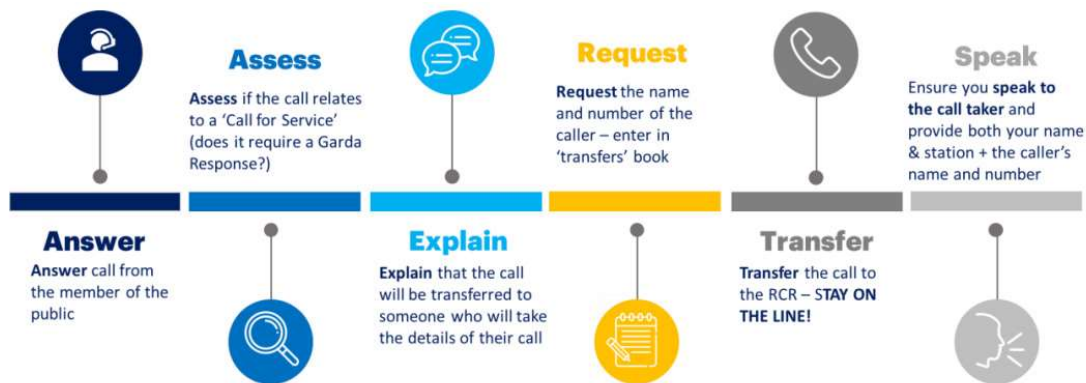 Answer
Answer call from
the member of the
public
Assess
Assess if the call relates
to a ‘Call for Service’
(does it require a Garda
Response?)
Explain
Explain that the call
will be transferred to
someone who will take
the details of their call
Request
Request the name
and number of the
caller – enter in
‘transfers’ book
Transfer
Transfer the call to
the RCR – STAY ON
THE LINE!
Speak
Ensure you speak to
the call taker and
provide both your name
& station + the caller’s
name and number